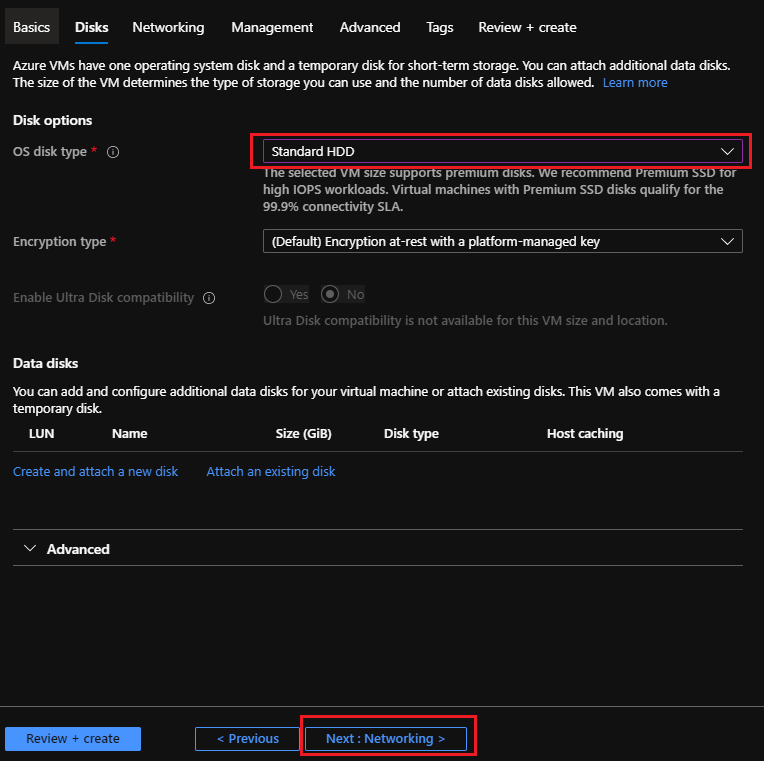 Basics Disks Networking Management Advanced Tags Review + create
Azure VMs have one operating system disk and a temporary disk for short-term storage. You can attach additional data disks.
The size of the VM determines the type of storage you can use and the number of data disks allowed. Learn more
Disk options
OS disk type * Standard HDD
The selected VM size supports premium disks. We recommend Premium SSD for
high IOPS workloads. Virtual machines with Premium SSD disks qualify for the
99.9% connectivity SLA.
Encryption type * (Default) Encryption at-rest with a platform-managed key
Enable Ultra Disk compatibility Yes No
Ultra Disk compatibility is not available for this VM size and location.
Data disks
You can add and configure additional data disks for your virtual machine or attach existing disks. This VM also comes with a
temporary disk.
LUN Name Size (GiB) Disk type Host caching
Create and attach a new disk Attach an existing disk
Advanced
Review + create < Previous Next : Networking >